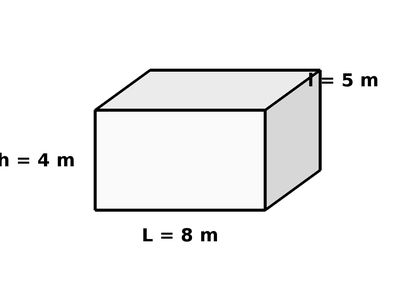 l = 5 m
h = 4 m
L = 8 m